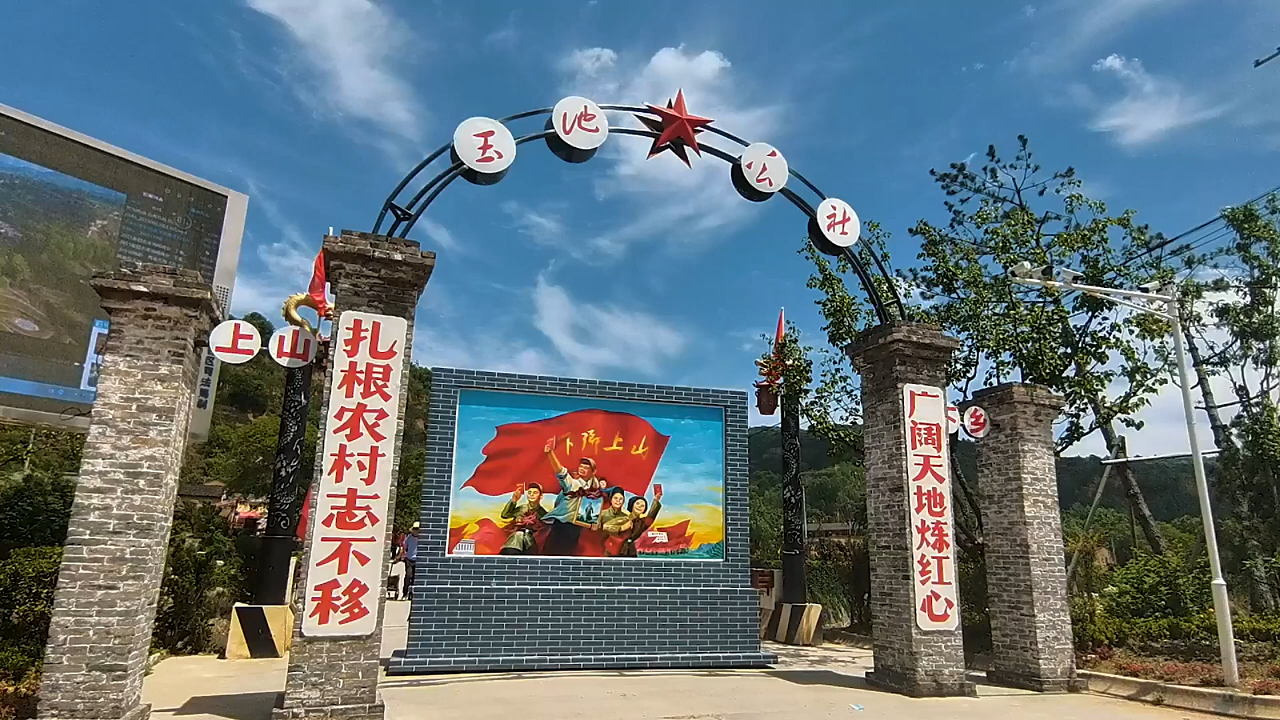 玉池公社
上山
下乡
扎根农村志不移
广阔天地炼红心
上山下乡